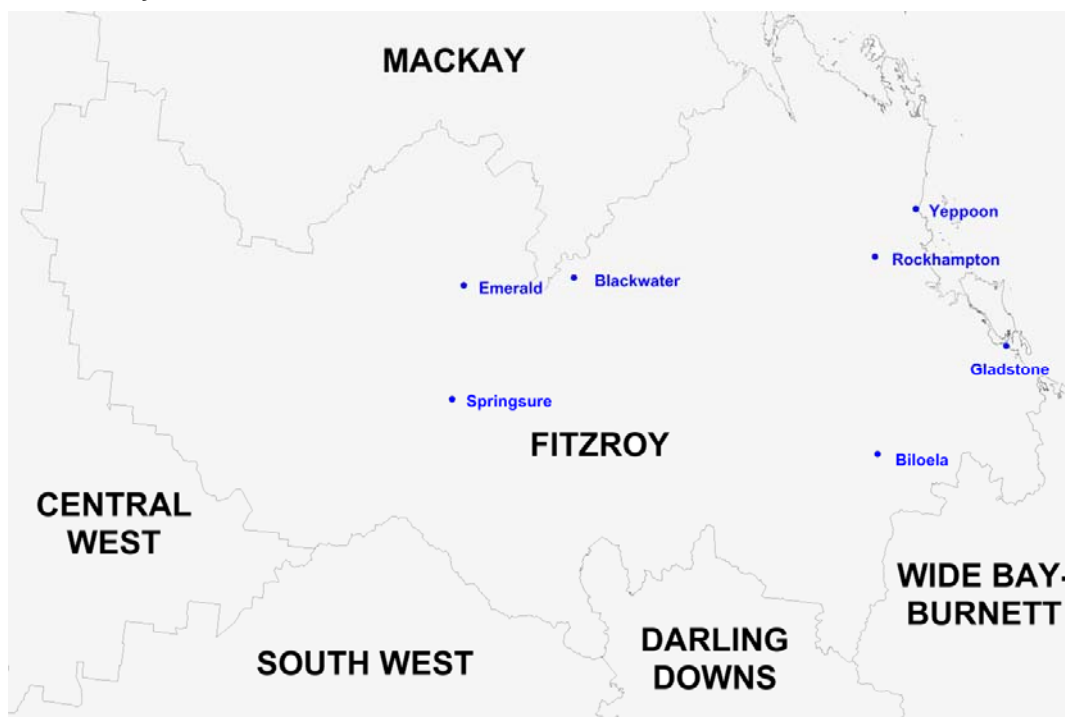 MACKAY
Yeppoon
Rockhampton
Emerald
Blackwater
Gladstone
Springsure
FITZROY
Biloela
CENTRAL
WEST
WIDE BAY-
BURNETT
DARLING
DOWNS
SOUTH WEST